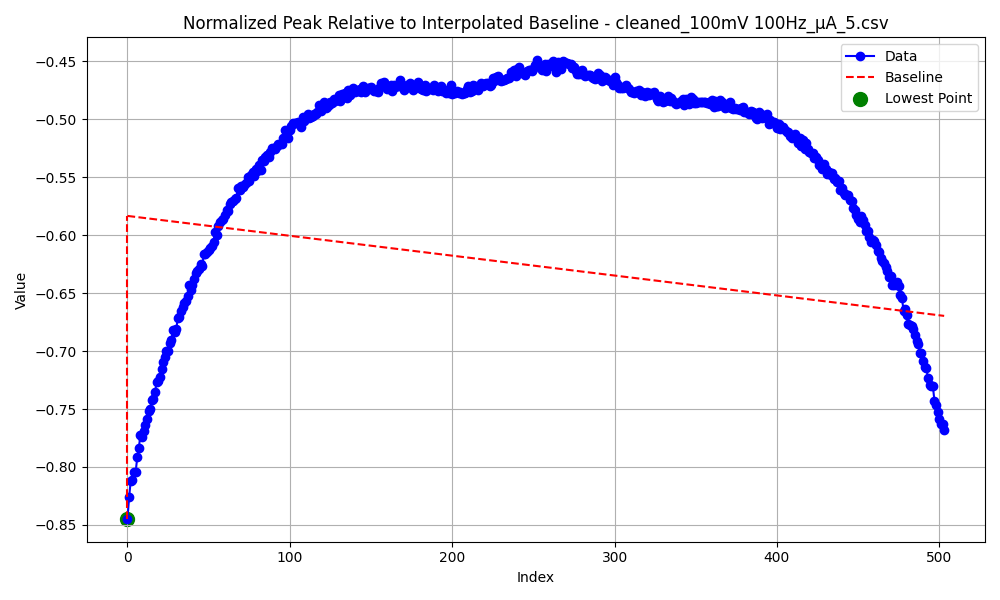 Normalized Peak Relative to Interpolated Baseline - cleaned_100mV 100Hz_μA_5.csv
Data
Baseline
Lowest Point
−0.45
−0.50
−0.55
−0.60
−0.65
−0.70
−0.75
−0.80
−0.85
Value
0 100 200 300 400 500
Index